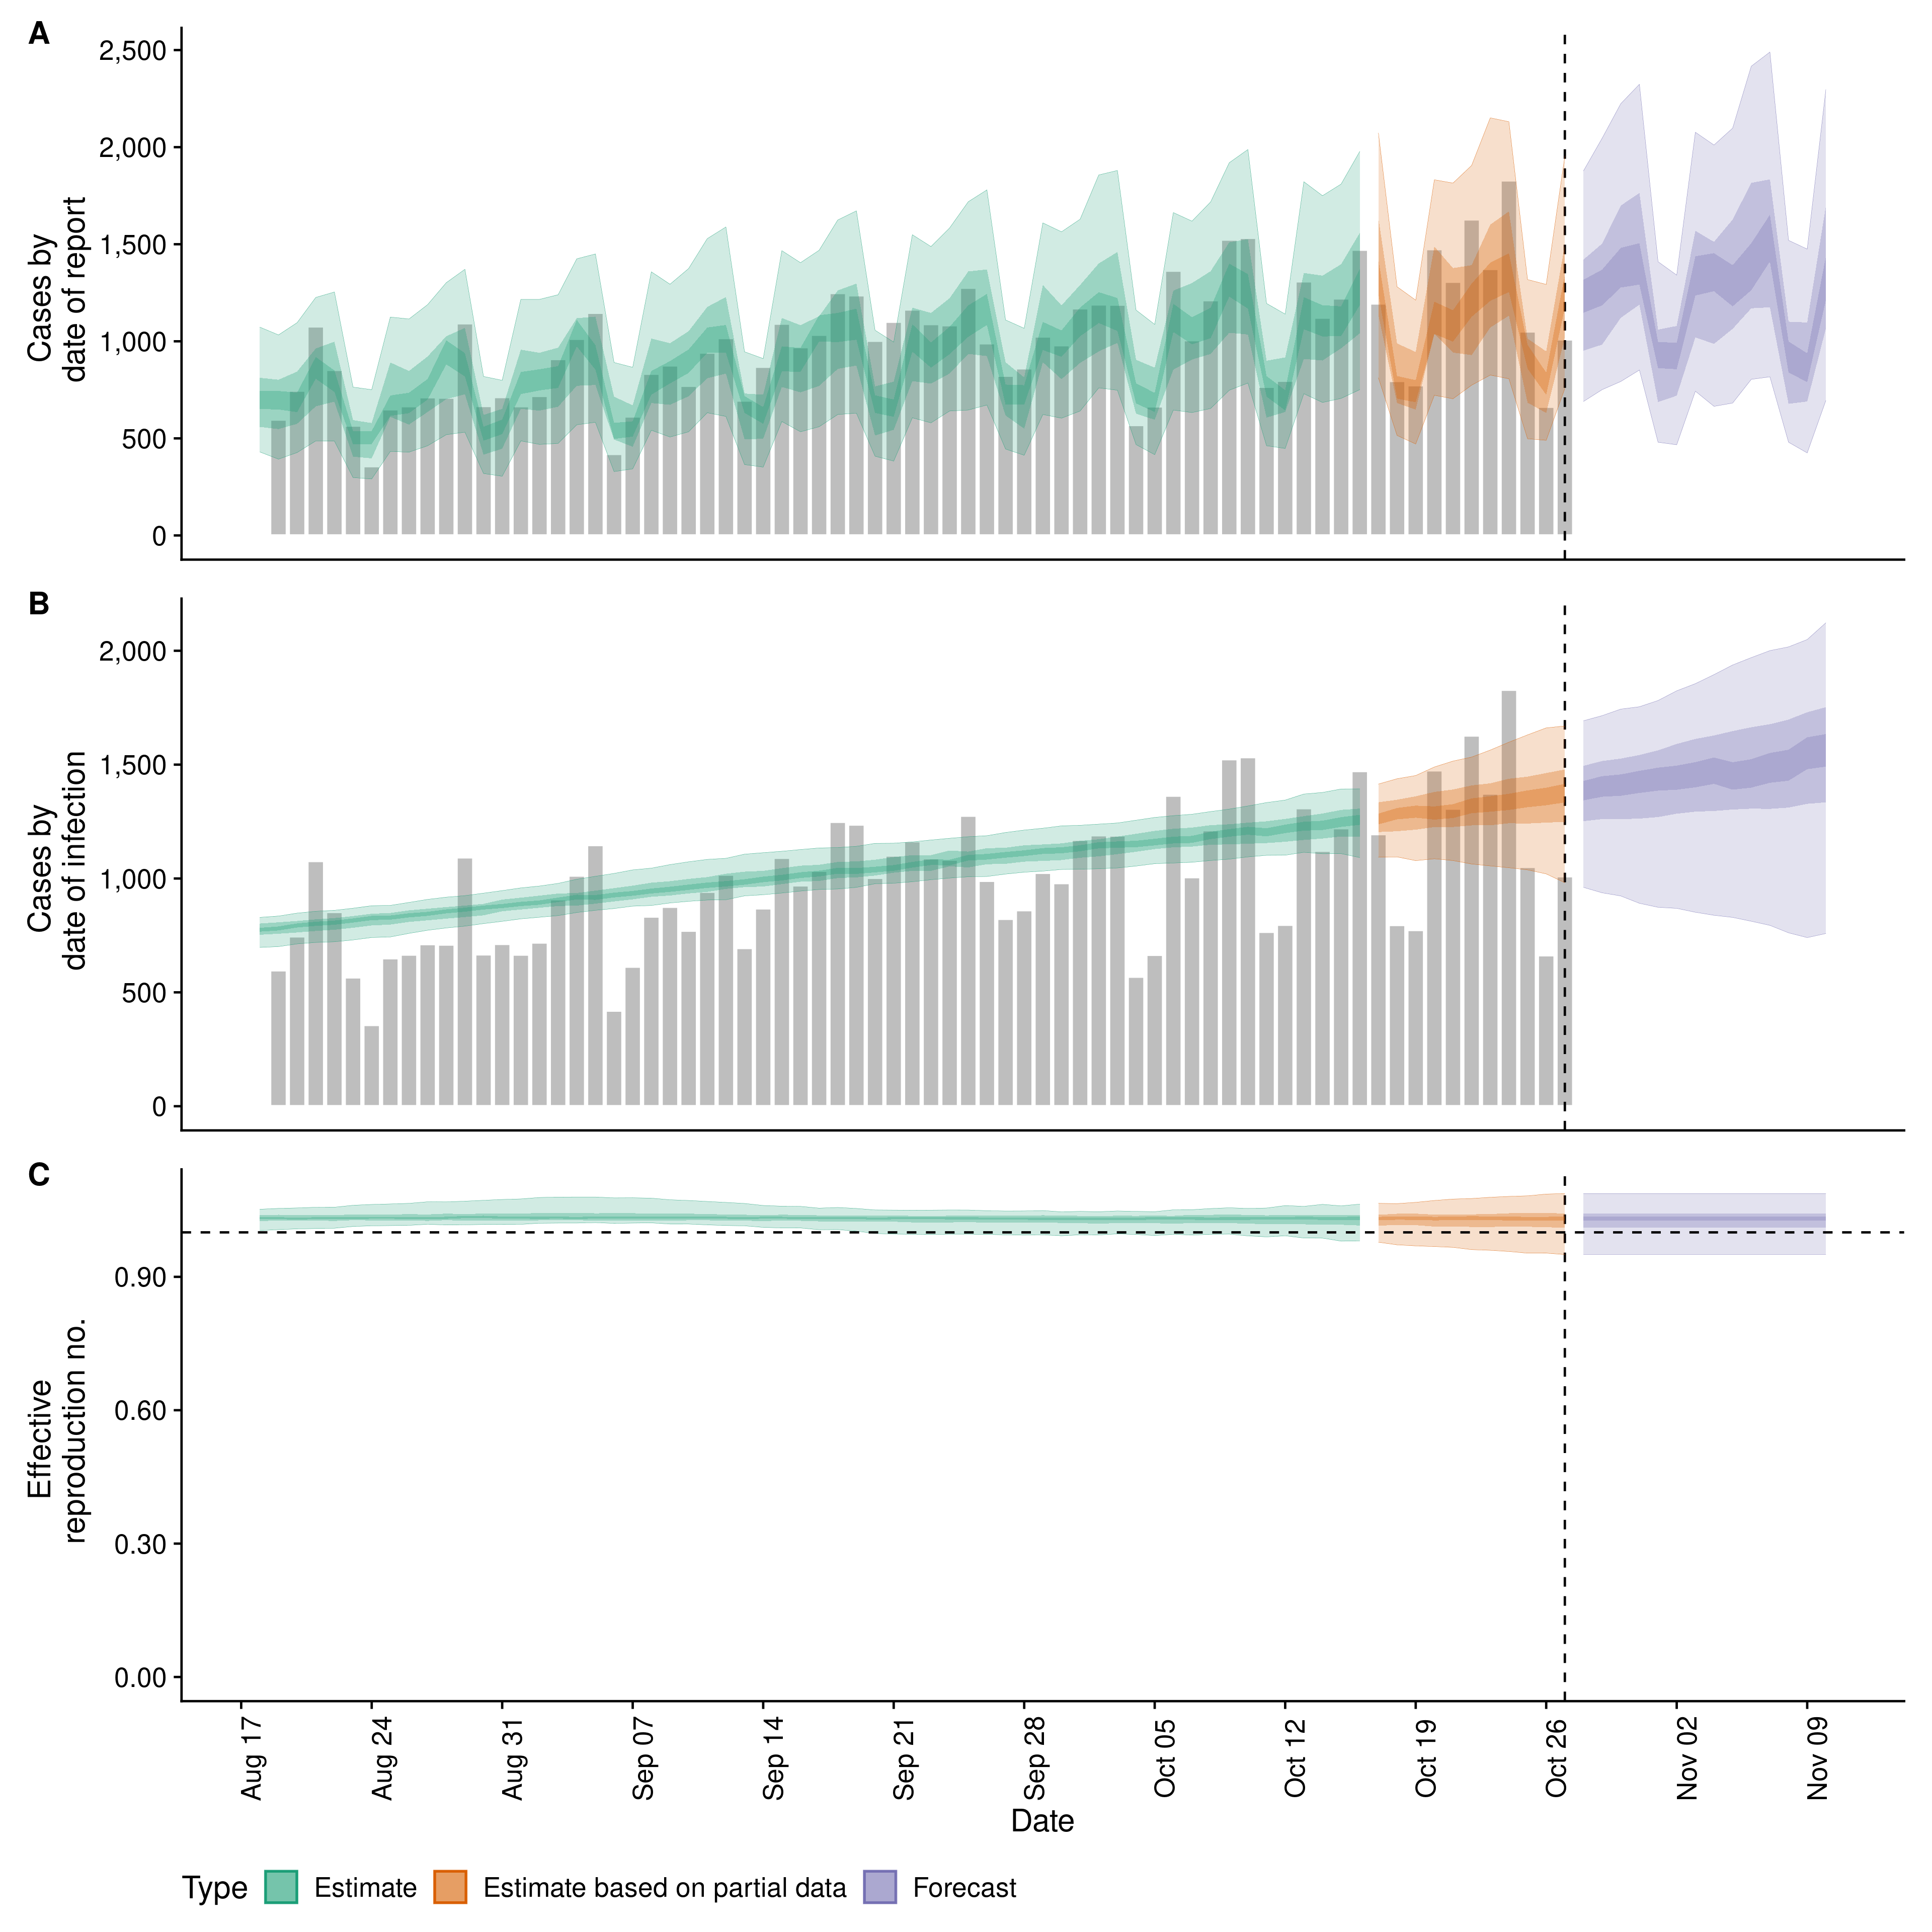 A
2,500
2,000
1,500
1,000
500
0
Cases by
date of report
B
2,000
1,500
1,000
500
0
Cases by
date of infection
C
0.90
0.60
0.30
0.00
Effective
reproduction no.
Aug 17
Aug 24
Aug 31
Sep 07
Sep 14
Sep 21
Sep 28
Oct 05
Oct 12
Oct 19
Oct 26
Nov 02
Nov 09
Date
Type Estimate Estimate based on partial data Forecast